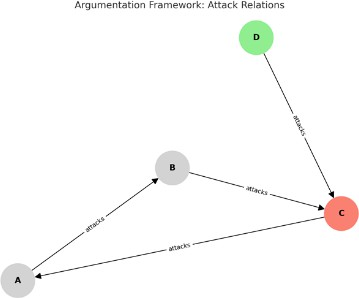 Argumentation Framework: Attack Relations
D
attacks
B
attacks
attacks
C
attacks
A